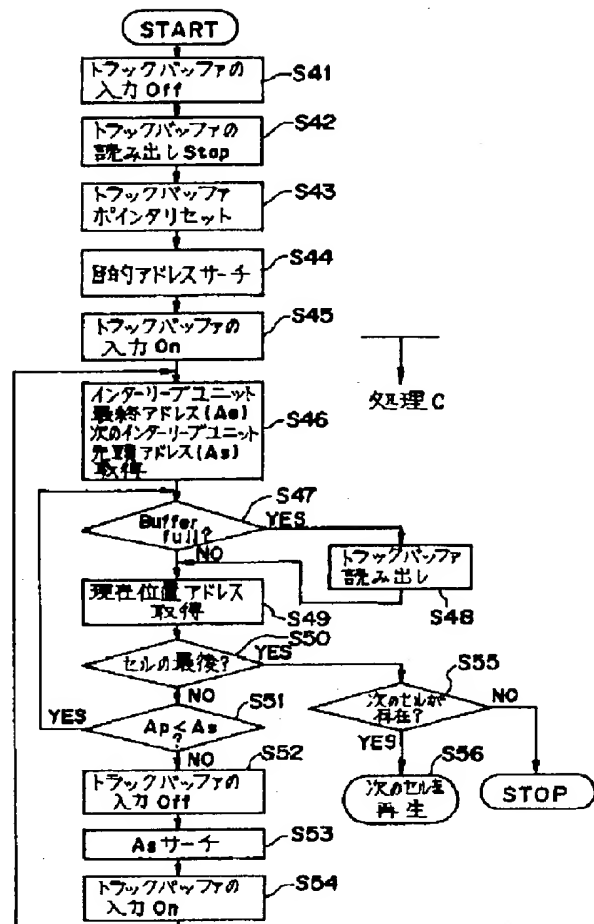 START
トラックバッファの
入力 Off
S41
トラックバッファの
読み出し Stop
S42
トラックバッファ
ポインタリセット
S43
目的アドレスサーチ
S44
トラックバッファの
入力 On
S45
処理 C
インターリーブユニット
最終アドレス(Ae)
次のインターリーブユニット
先頭アドレス(As)
取得
S46
Buffer
full?
S47
YES
NO
トラックバッファ
読み出し
S48
現在位置アドレス
取得
S49
セルの最後?
S50
YES
NO
Ap<As
?
S51
YES
NO
次のセルが
存在?
S55
YES
NO
トラックバッファの
入力 Off
S52
次のセルを
再生
S56
STOP
As サーチ
S53
トラックバッファの
入力 On
S54